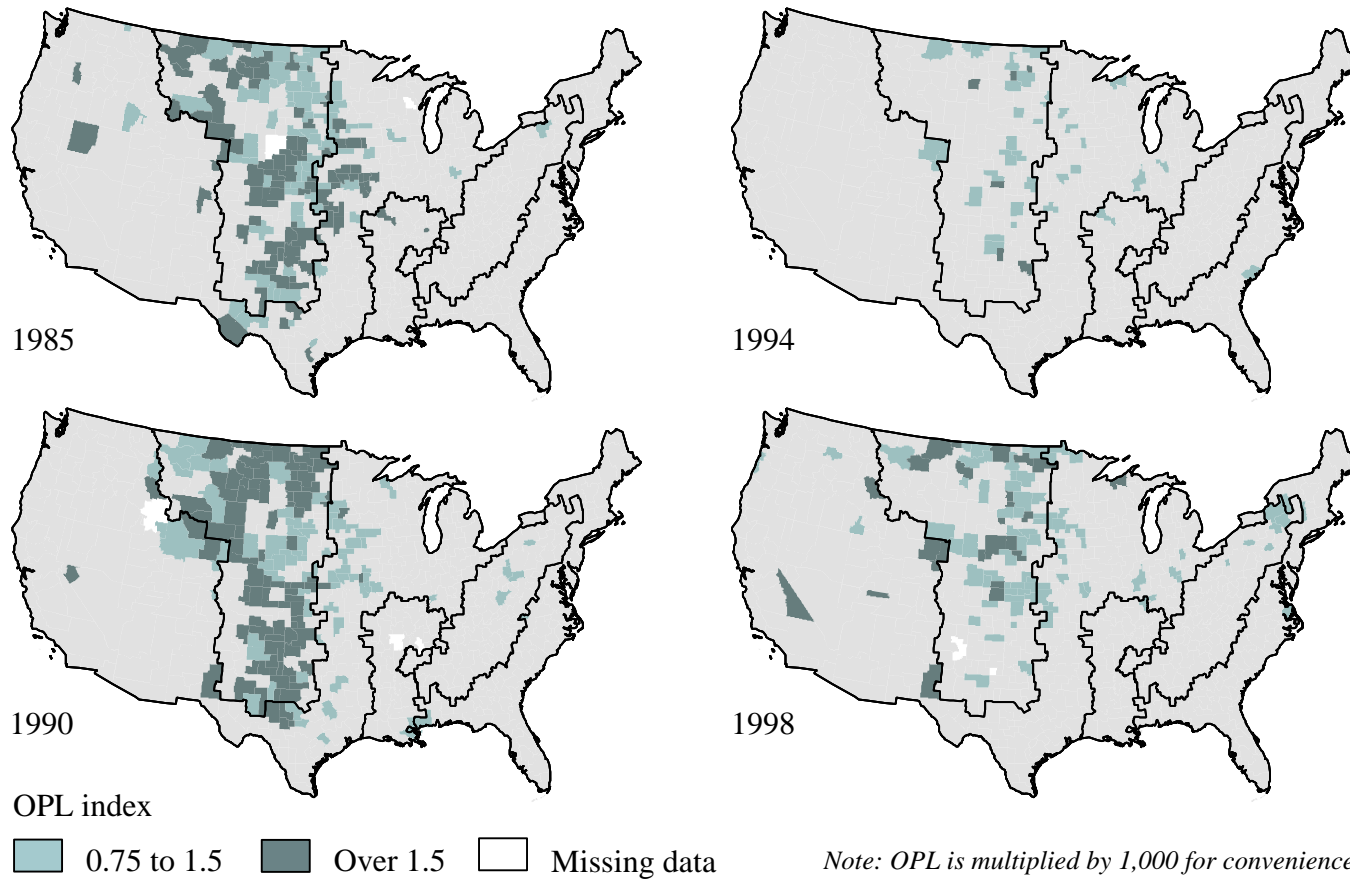 1985
1994
1990
1998
OPL index
0.75 to 1.5
Over 1.5
Missing data
Note: OPL is multiplied by 1,000 for convenience